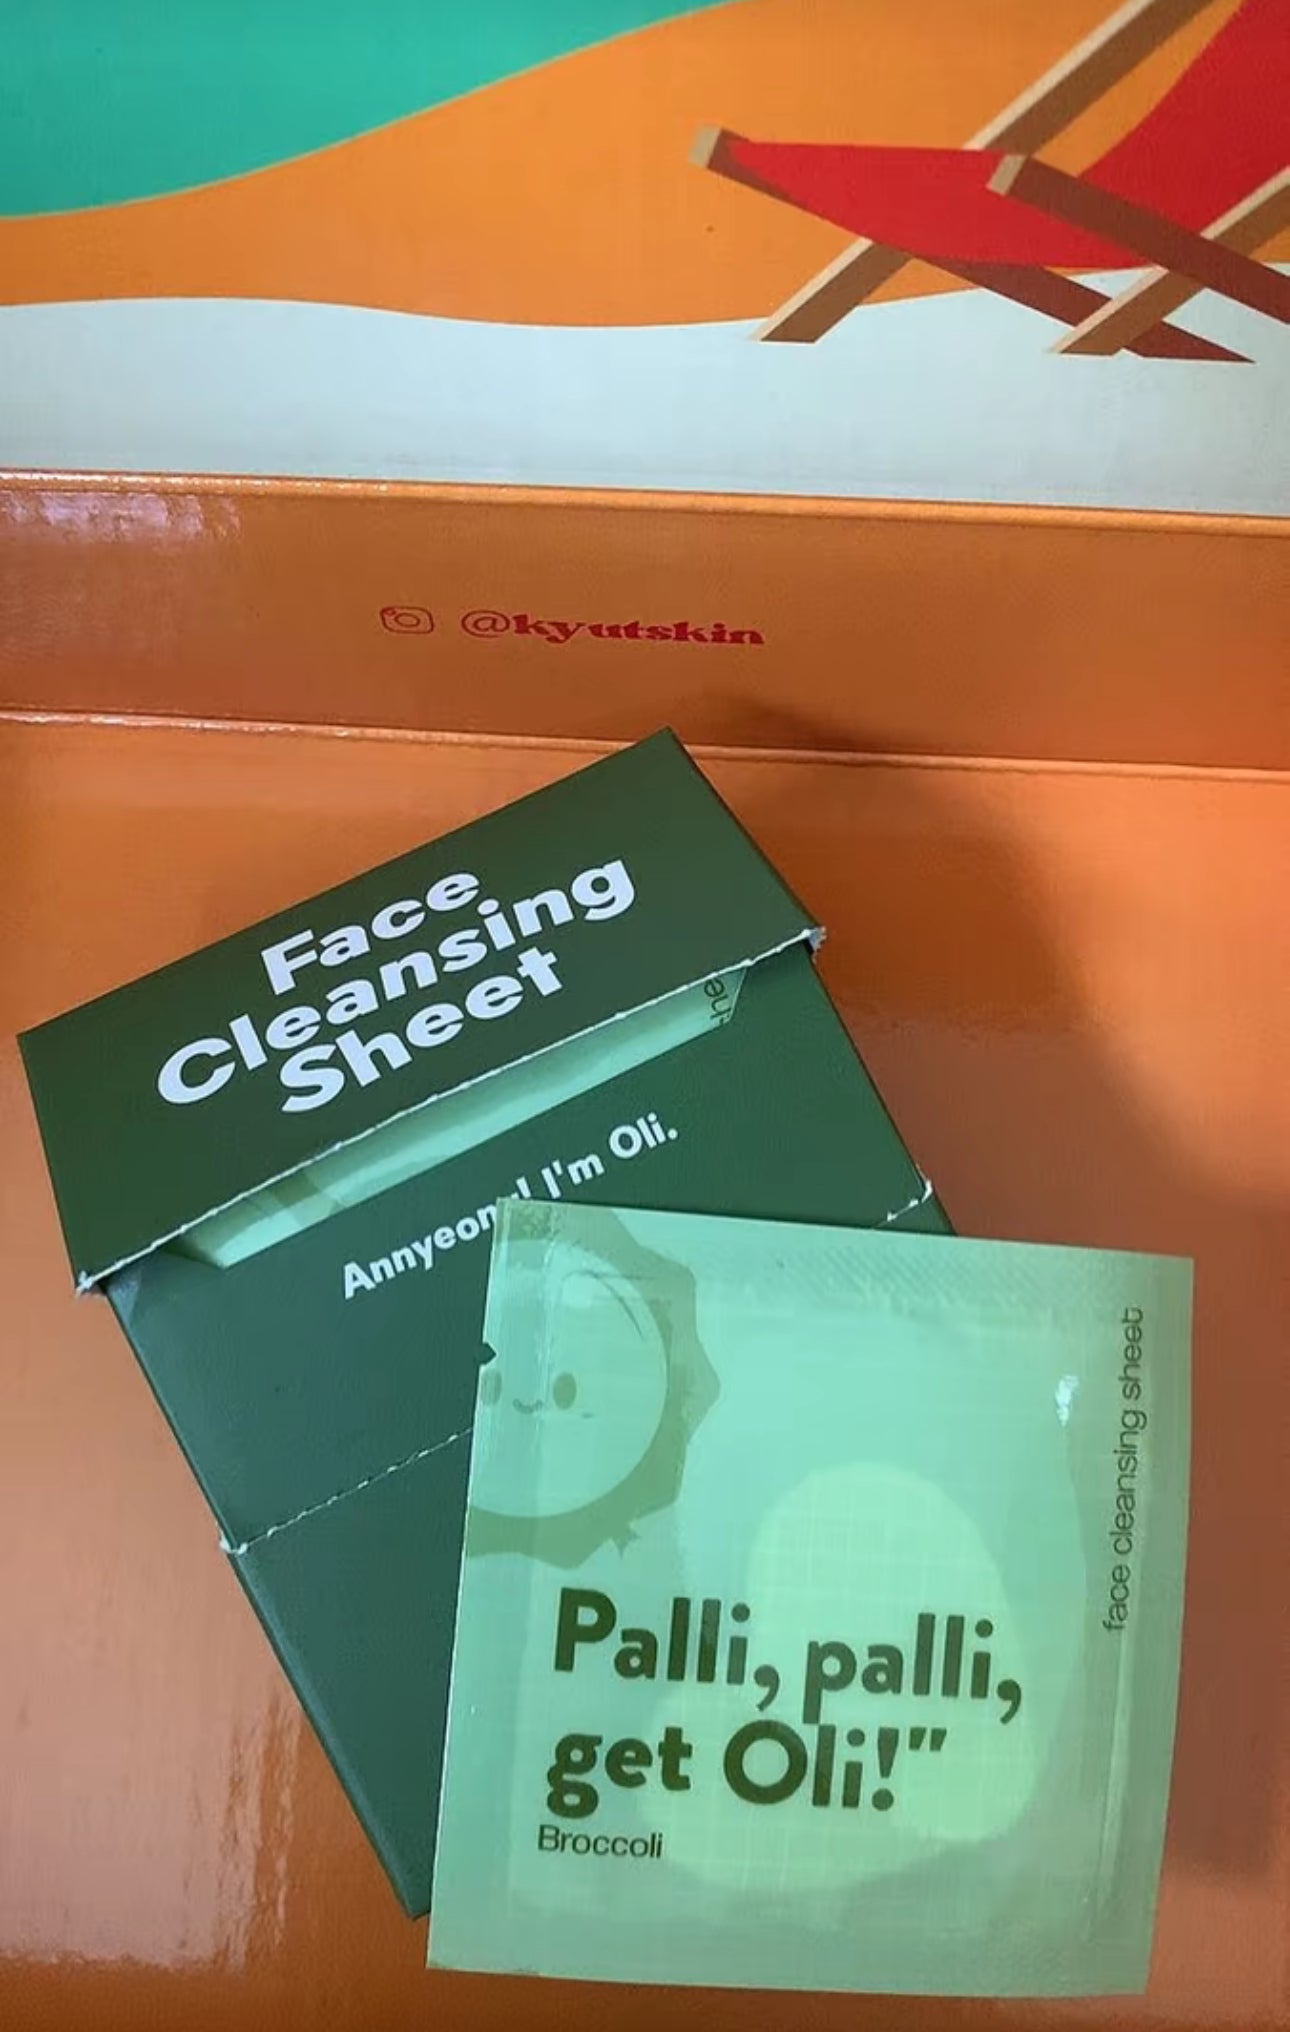 @kyutskin
Face
Cleansing
Sheet
I'm Oli.
face cleansing sheet
Palli, palli,
get Oli!"
Broccoli